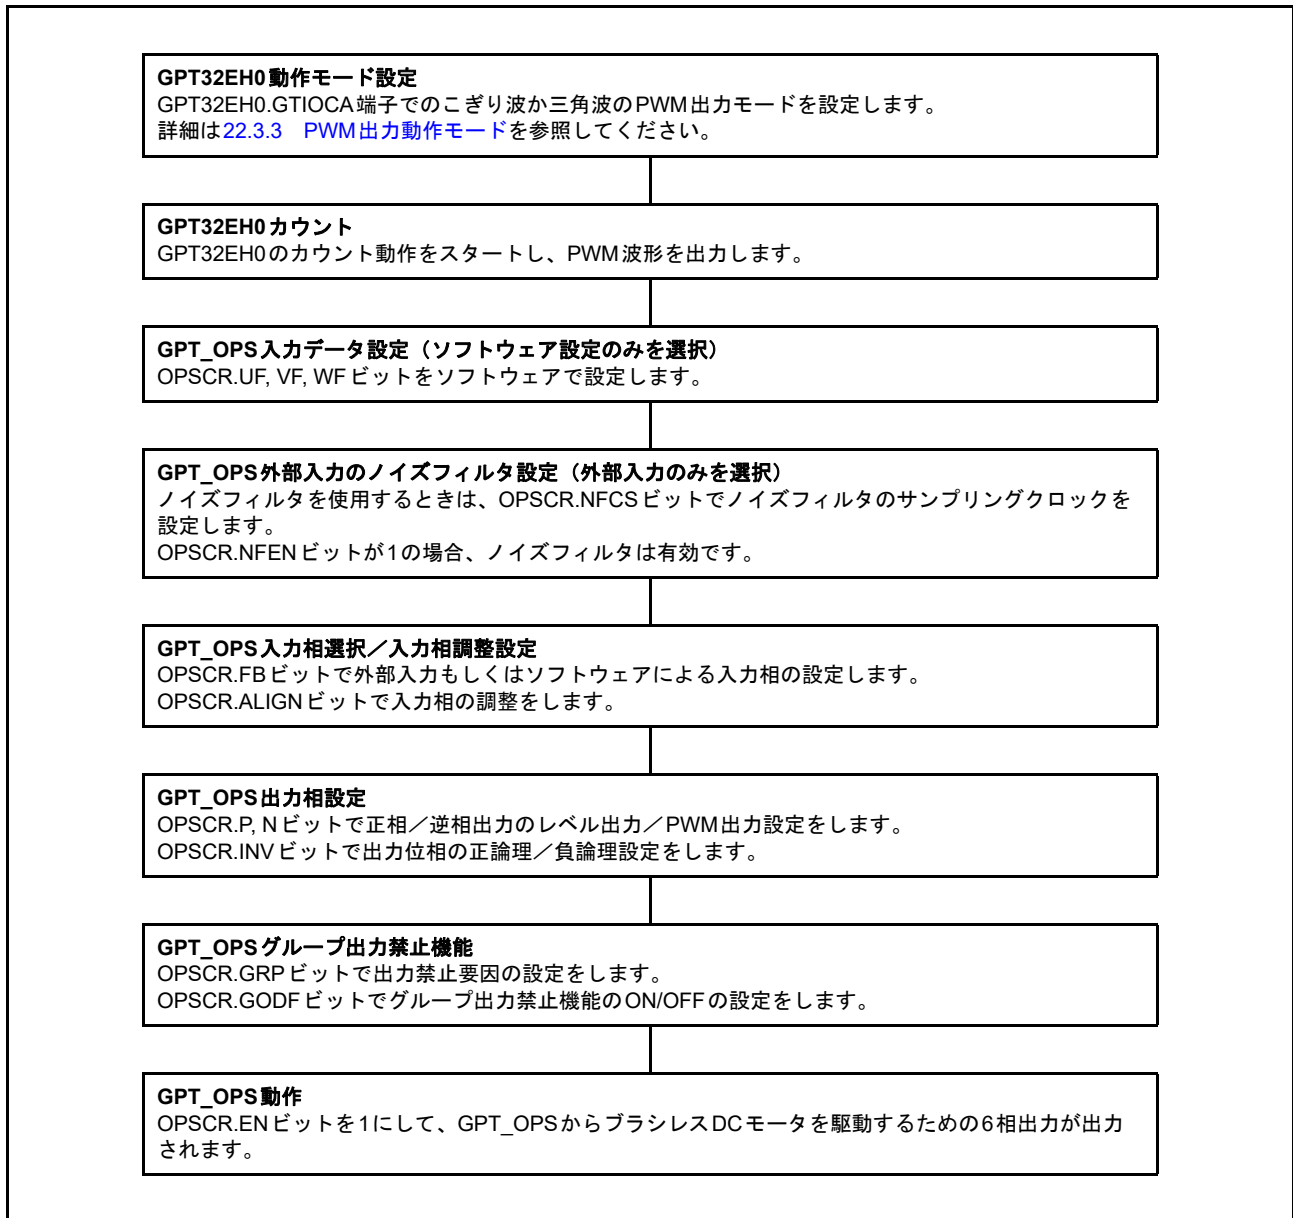 GPT32EH0動作モード設定
GPT32EH0.GTIOCA端子でのこぎり波か三角波のPWM出力モードを設定します。
詳細は22.3.3　PWM出力動作モードを参照してください。
GPT32EH0カウント
GPT32EH0のカウント動作をスタートし、PWM波形を出力します。
GPT_OPS入力データ設定（ソフトウェア設定のみを選択）
OPSCR.UF, VF, WFビットをソフトウェアで設定します。
GPT_OPS外部入力のノイズフィルタ設定（外部入力のみを選択）
ノイズフィルタを使用するときは、OPSCR.NFCSビットでノイズフィルタのサンプリングクロックを
設定します。
OPSCR.NFENビットが1の場合、ノイズフィルタは有効です。
GPT_OPS入力相選択／入力相調整設定
OPSCR.FBビットで外部入力もしくはソフトウェアによる入力相の設定します。
OPSCR.ALIGNビットで入力相の調整をします。
GPT_OPS出力相設定
OPSCR.P, Nビットで正相／逆相出力のレベル出力／PWM出力設定をします。
OPSCR.INVビットで出力位相の正論理／負論理設定をします。
GPT_OPSグループ出力禁止機能
OPSCR.GRPビットで出力禁止要因の設定をします。
OPSCR.GODFビットでグループ出力禁止機能のON/OFFの設定をします。
GPT_OPS動作
OPSCR.ENビットを1にして、GPT_OPSからブラシレスDCモータを駆動するための6相出力が出力
されます。